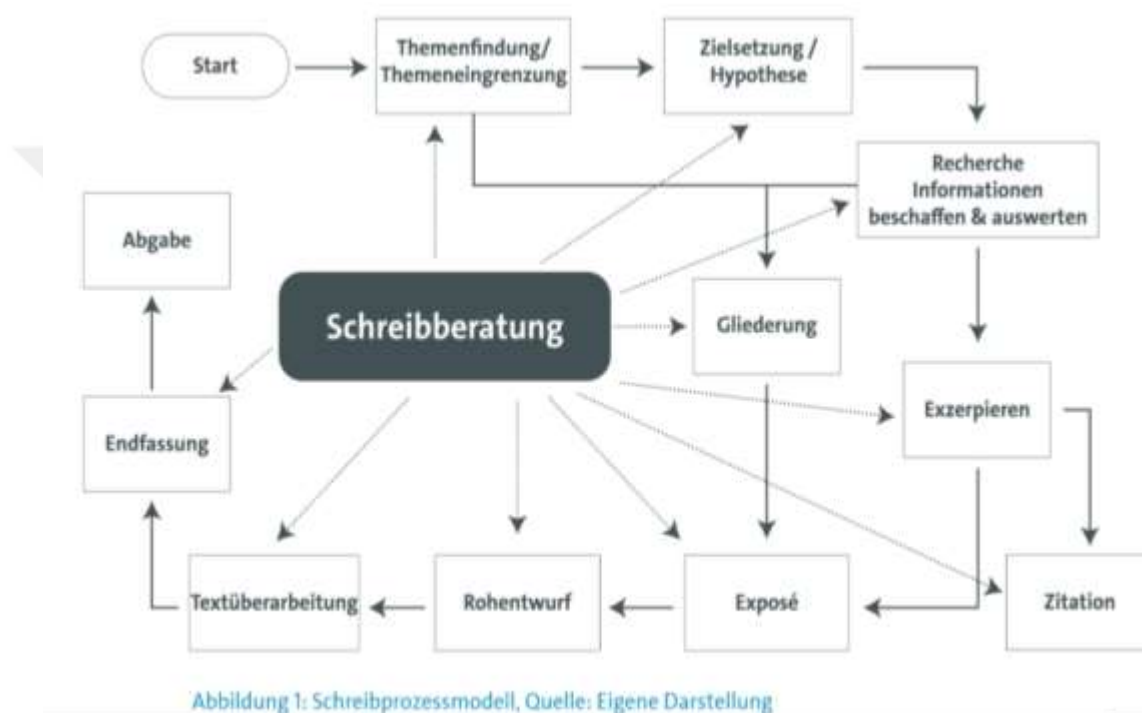 Start
Themenfindung/
Themeneingrenzung
Zielsetzung /
Hypothese
Recherche
Informationen
beschaffen & auswerten
Abgabe
Schreibberatung
Gliederung
Endfassung
Exzerpieren
Textüberarbeitung
Rohentwurf
Exposé
Zitation
Abbildung 1: Schreibprozessmodell, Quelle: Eigene Darstellung